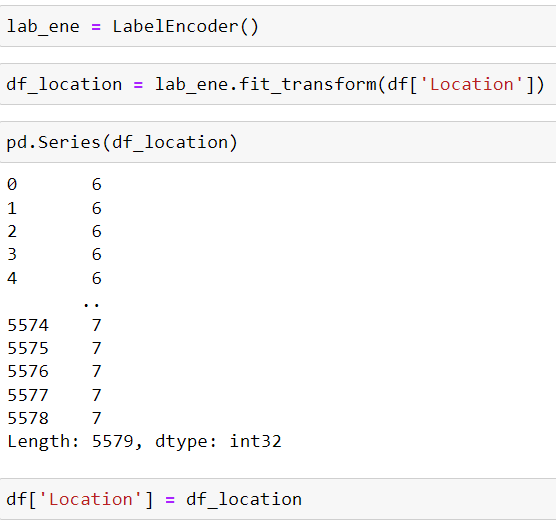 lab_ene = LabelEncoder()
df_location = lab_ene.fit_transform(df['Location'])
pd.Series(df_location)
0       6
1       6
2       6
3       6
4       6
       ..
5574    7
5575    7
5576    7
5577    7
5578    7
Length: 5579, dtype: int32
df['Location'] = df_location